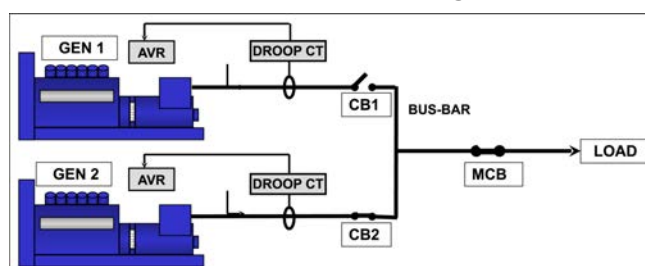 GEN 1
AVR
DROOP CT
CB1
BUS-BAR
GEN 2
AVR
DROOP CT
CB2
MCB
LOAD